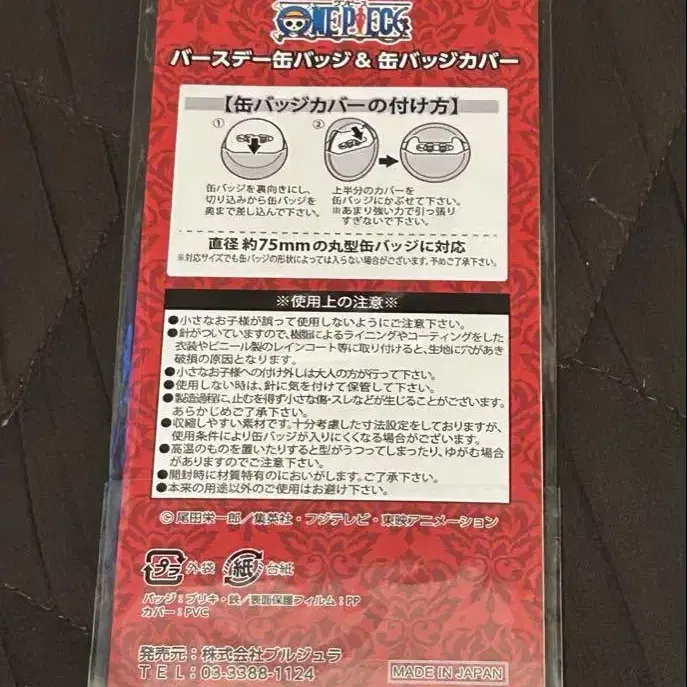 ONE PIECE
バースデー缶バッジ & 缶バッジカバー
【缶バッジカバーの付け方】
①
缶バッジを裏向きにし、
切り込みから缶バッジを
奥まで差し込んで下さい。
②
上半分のカバーを
缶バッジにかぶせて下さい。
※あまり強い力で引っ張り
すぎないで下さい。
直径 約75mmの丸型缶バッジに対応
※対応サイズでも缶バッジの形状によっては入らない場合がございます。予めご了承下さい。
※使用上の注意※
●小さなお子様が誤って使用しないようにご注意下さい。
●針がついていますので、樹脂によるライニングやコーティングをした
衣装やビニール製のレインコート等に取り付けると、生地に穴があき
破損の原因となります。
●小さなお子様への付け外しは大人の方が行って下さい。
●使用しない時は、針に気を付けて保管して下さい。
●製造過程に、止むを得ず小さな傷・スレなどが生じることがございます。
あらかじめご了承下さい。
●収縮しやすい素材です。十分考慮した寸法設定をしておりますが、
使用条件により缶バッジが入りにくくなる場合がございます。
●高温のものを置いたりすると型がうつってしまったり、ゆがむ場合
がありますのでご注意下さい。
●開封時に材質特有のにおいがします。ご了承下さい。
●本来の用途以外のご使用はお避け下さい。
© 尾田栄一郎／集英社・フジテレビ・東映アニメーション
プラ 外袋 紙 台紙
バッジ：ブリキ・鉄／表面保護フィルム：PP
カバー：PVC
発売元：株式会社プルジュラ
TEL：03-3388-1124
MADE IN JAPAN